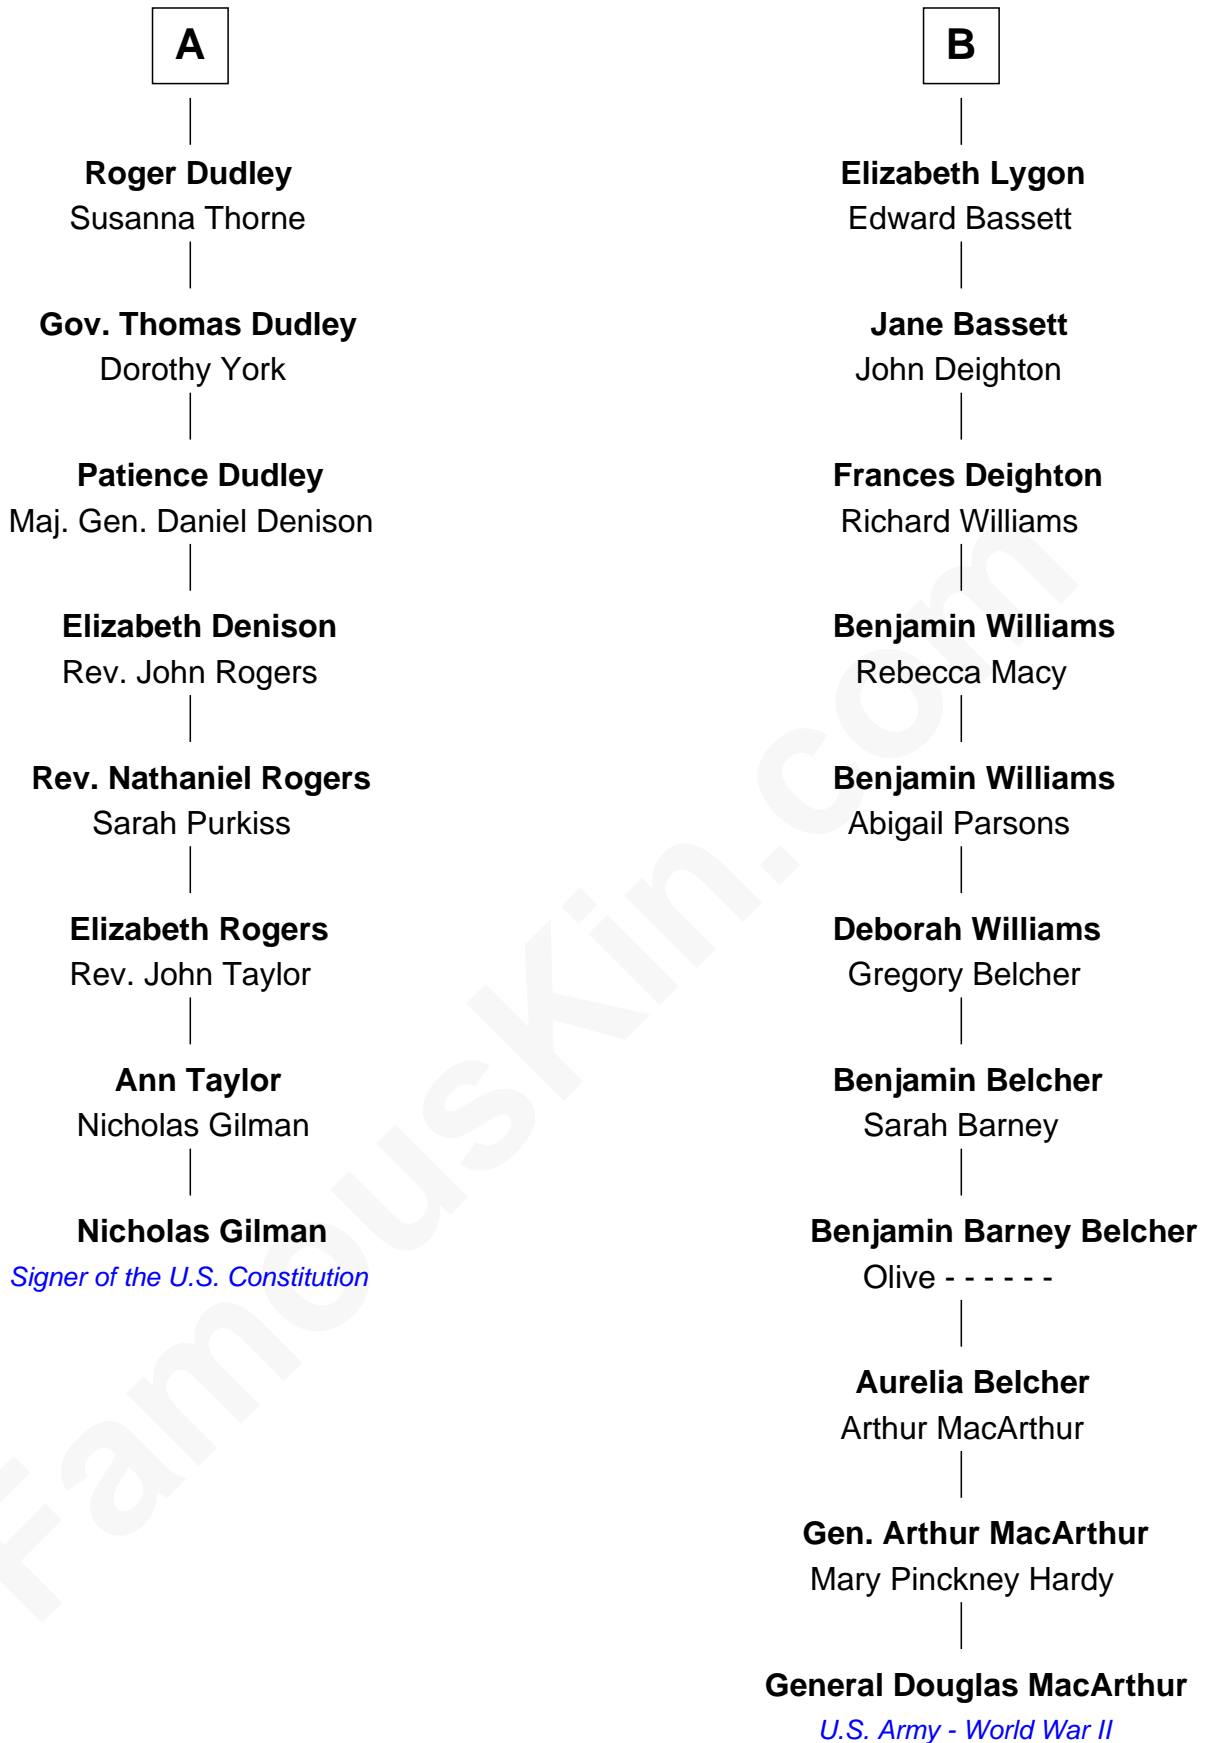 A
Roger Dudley
Susanna Thorne
Gov. Thomas Dudley
Dorothy York
Patience Dudley
Maj. Gen. Daniel Denison
Elizabeth Denison
Rev. John Rogers
Rev. Nathaniel Rogers
Sarah Purkiss
Elizabeth Rogers
Rev. John Taylor
Ann Taylor
Nicholas Gilman
Nicholas Gilman
Signer of the U.S. Constitution
B
Elizabeth Lygon
Edward Bassett
Jane Bassett
John Deighton
Frances Deighton
Richard Williams
Benjamin Williams
Rebecca Macy
Benjamin Williams
Abigail Parsons
Deborah Williams
Gregory Belcher
Benjamin Belcher
Sarah Barney
Benjamin Barney Belcher
Olive - - - - - -
Aurelia Belcher
Arthur MacArthur
Gen. Arthur MacArthur
Mary Pinckney Hardy
General Douglas MacArthur
U.S. Army - World War II
FamousKin.com